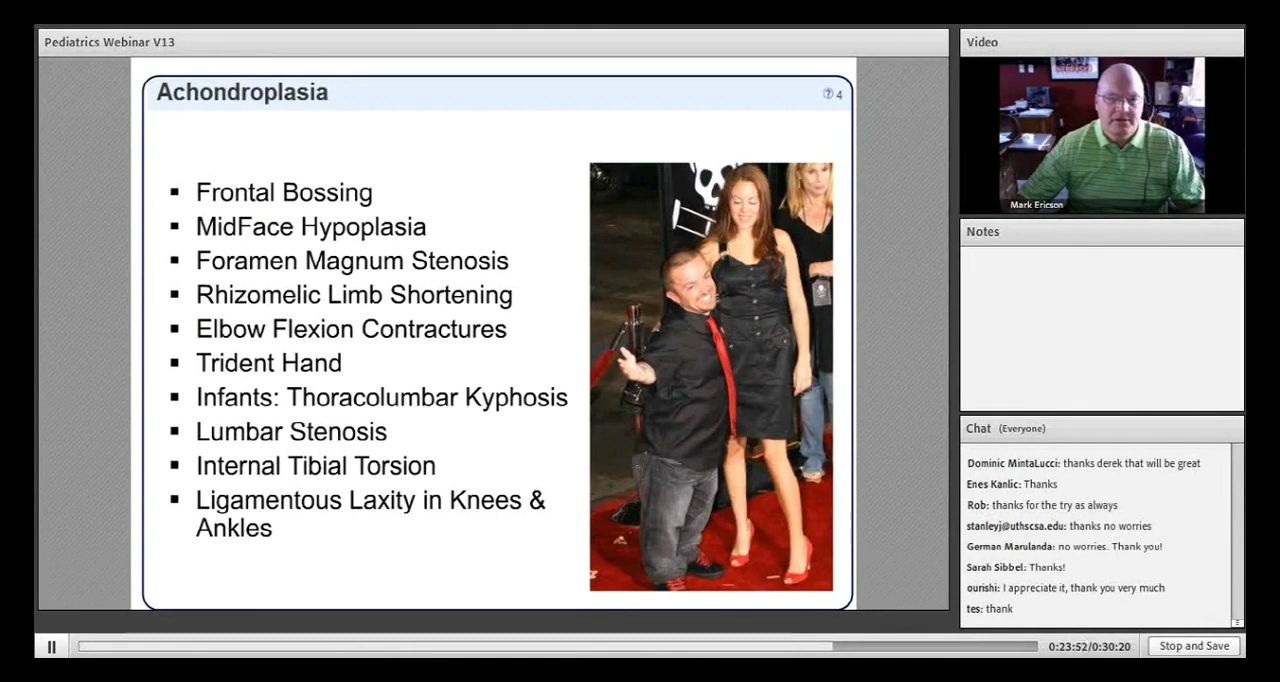 Pediatrics Webinar V13
Achondroplasia
4
▪ Frontal Bossing
▪ MidFace Hypoplasia
▪ Foramen Magnum Stenosis
▪ Rhizomelic Limb Shortening
▪ Elbow Flexion Contractures
▪ Trident Hand
▪ Infants: Thoracolumbar Kyphosis
▪ Lumbar Stenosis
▪ Internal Tibial Torsion
▪ Ligamentous Laxity in Knees &
Ankles
Video
Mark Ericson
Notes
Chat (Everyone)
Dominic MintaLucci: thanks derek that will be great
Enes Kanlic: Thanks
Rob: thanks for the try as always
stanleyj@uthscsa.edu: thanks no worries
German Marulanda: no worries. Thank you!
Sarah Sibbel: Thanks!
ourishi: I appreciate it, thank you very much
tes: thank
0:23:52/0:30:20
Stop and Save